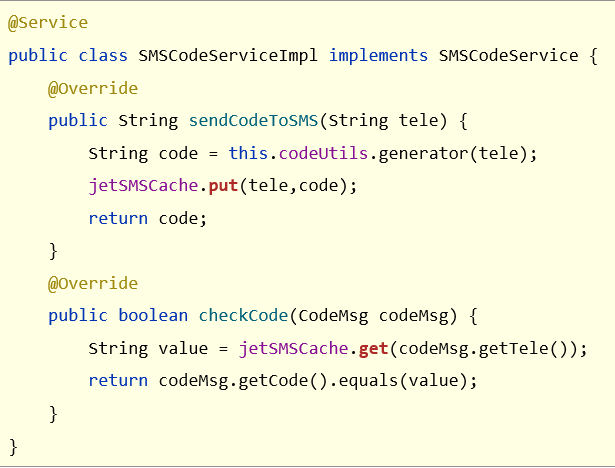 @Service
public class SMSCodeServiceImpl implements SMSCodeService {
    @Override
    public String sendCodeToSMS(String tele) {
        String code = this.codeUtils.generator(tele);
        jetSMSCache.put(tele,code);
        return code;
    }
    @Override
    public boolean checkCode(CodeMsg codeMsg) {
        String value = jetSMSCache.get(codeMsg.getTele());
        return codeMsg.getCode().equals(value);
    }
}